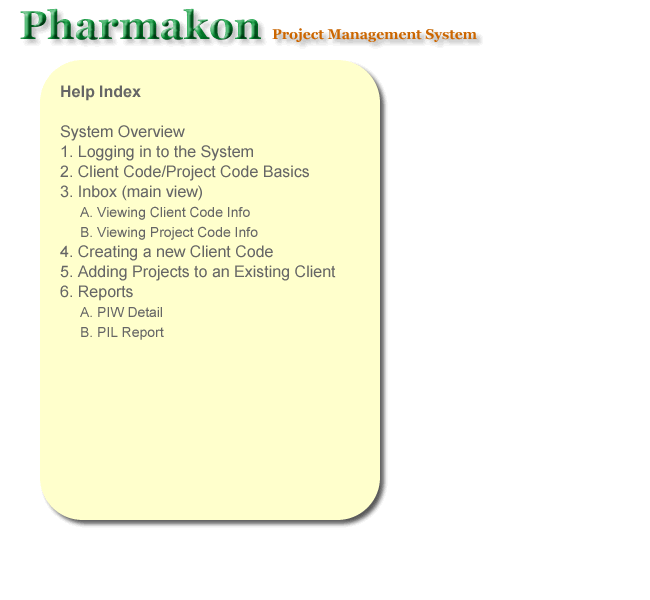 Pharmakon Project Management System
Help Index
System Overview
1. Logging in to the System
2. Client Code/Project Code Basics
3. Inbox (main view)
A. Viewing Client Code Info
B. Viewing Project Code Info
4. Creating a new Client Code
5. Adding Projects to an Existing Client
6. Reports
A. PIW Detail
B. PIL Report